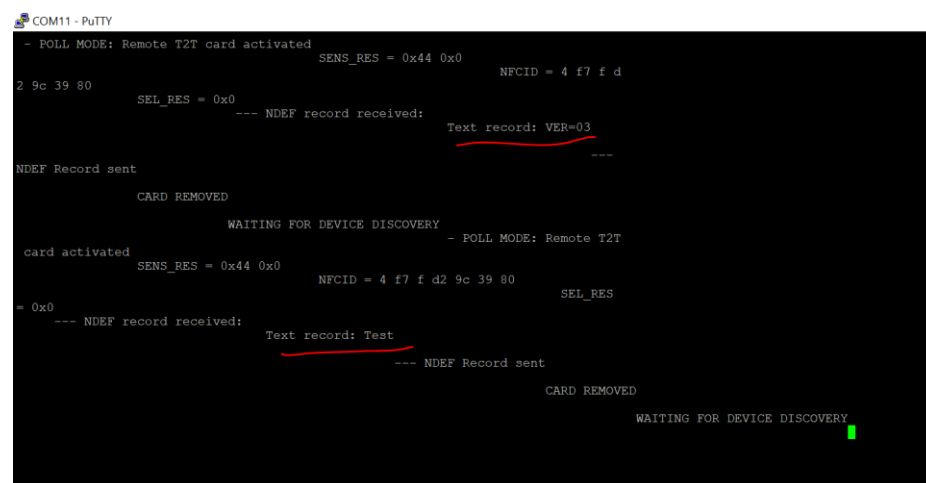 COM11 - PuTTY
- POLL MODE: Remote T2T card activated
SENS_RES = 0x44 0x0
NFCID = 4 f7 f d
2 9c 39 80
SEL_RES = 0x0
--- NDEF record received:
Text record: VER=03
---
NDEF Record sent
CARD REMOVED
WAITING FOR DEVICE DISCOVERY
- POLL MODE: Remote T2T
card activated
SENS_RES = 0x44 0x0
NFCID = 4 f7 f d2 9c 39 80
SEL_RES
= 0x0
--- NDEF record received:
Text record: Test
--- NDEF Record sent
CARD REMOVED
WAITING FOR DEVICE DISCOVERY